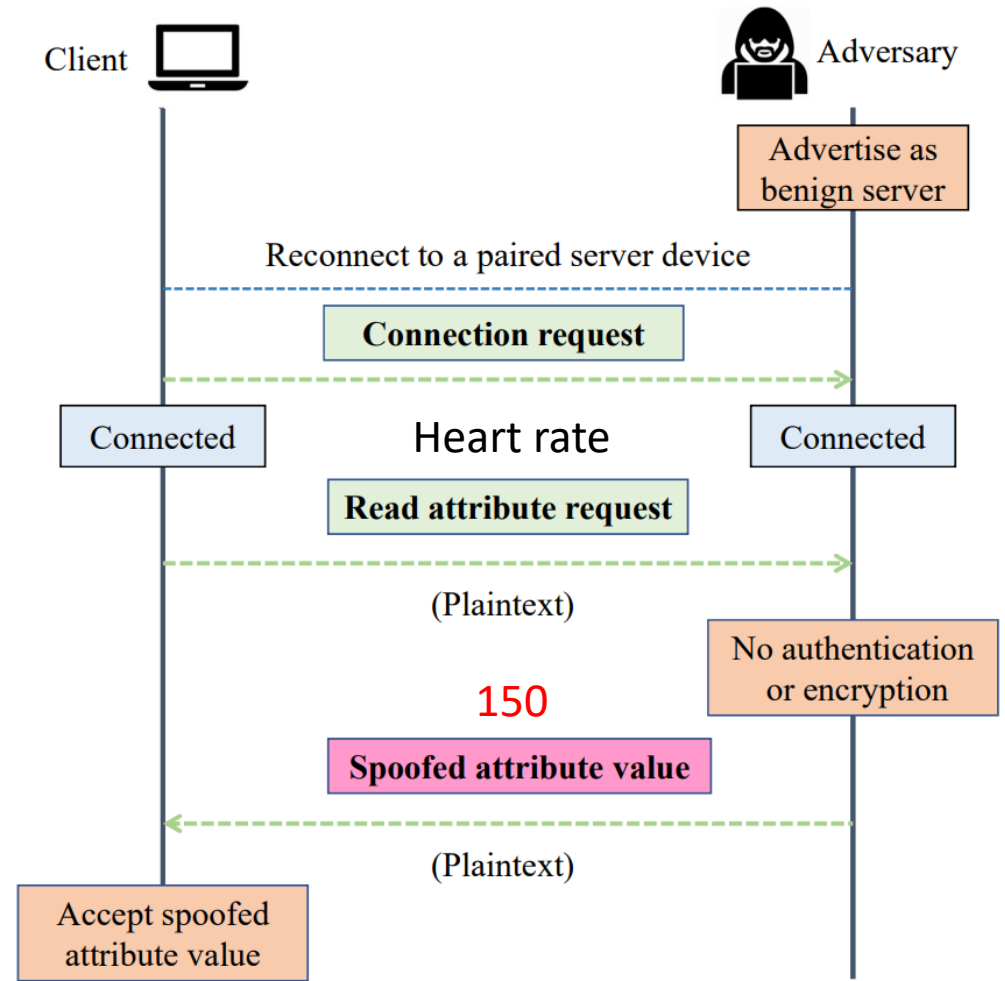 Client
Adversary
Advertise as
benign server
Reconnect to a paired server device
Connection request
Connected
Heart rate
Connected
Read attribute request
(Plaintext)
No authentication
or encryption
150
Spoofed attribute value
(Plaintext)
Accept spoofed
attribute value